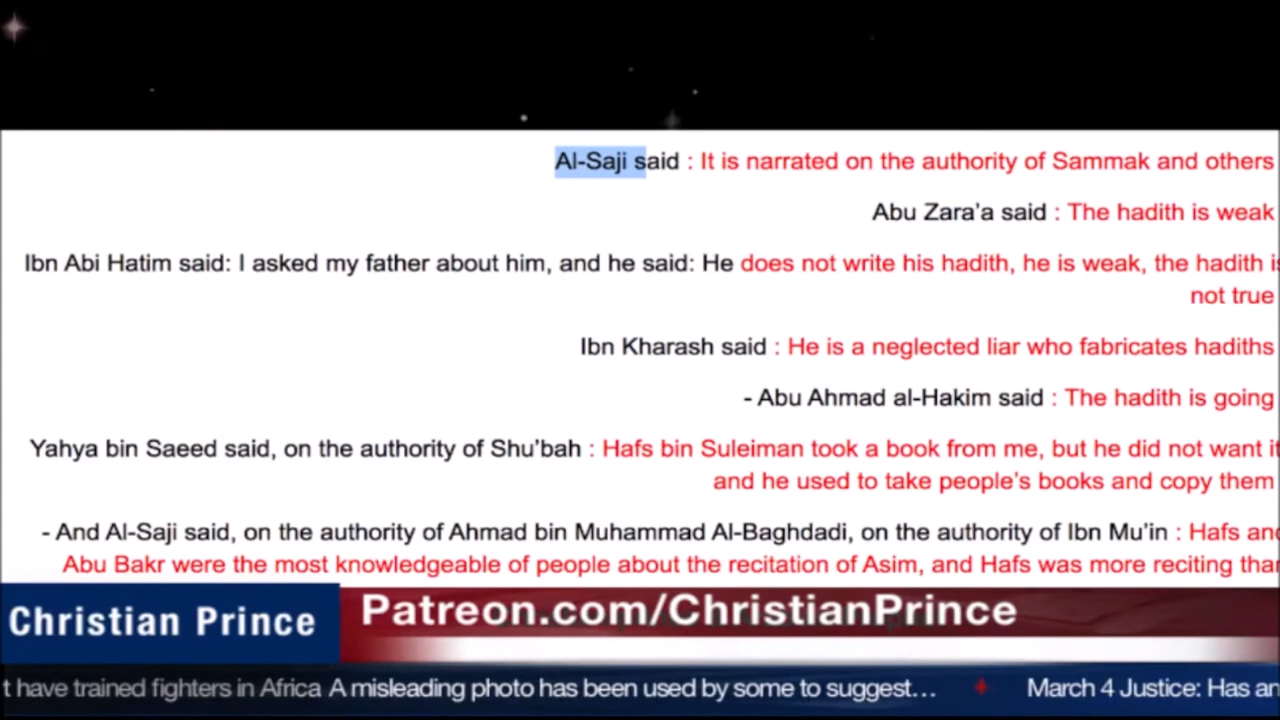 Al-Saji said : It is narrated on the authority of Sammak and others
Abu Zara’a said : The hadith is weak
Ibn Abi Hatim said: I asked my father about him, and he said: He does not write his hadith, he is weak, the hadith is
not true
Ibn Kharash said : He is a neglected liar who fabricates hadiths
- Abu Ahmad al-Hakim said : The hadith is going
Yahya bin Saeed said, on the authority of Shu’bah : Hafs bin Suleiman took a book from me, but he did not want it
and he used to take people’s books and copy them
- And Al-Saji said, on the authority of Ahmad bin Muhammad Al-Baghdadi, on the authority of Ibn Mu’in : Hafs and
Abu Bakr were the most knowledgeable of people about the recitation of Asim, and Hafs was more reciting than
Christian Prince
Patreon.com/ChristianPrince
t have trained fighters in Africa A misleading photo has been used by some to suggest… March 4 Justice: Has an